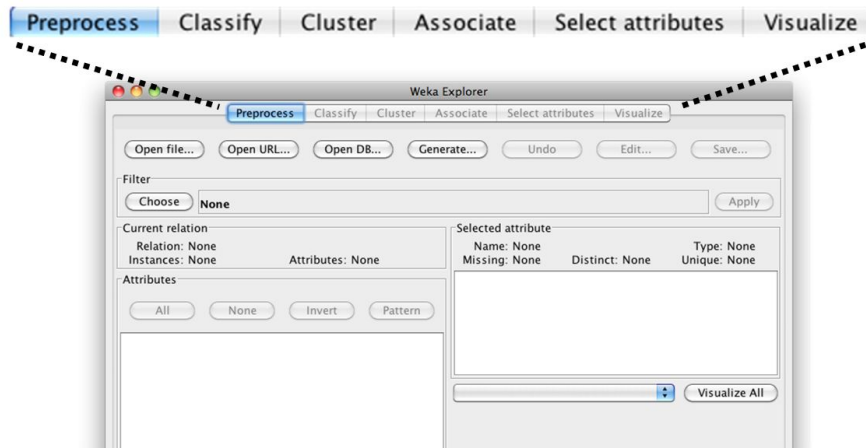 Preprocess Classify Cluster Associate Select attributes Visualize
Weka Explorer
Preprocess Classify Cluster Associate Select attributes Visualize
Open file... Open URL... Open DB... Generate... Undo Edit... Save...
Filter
Choose None Apply
Current relation
Relation: None
Instances: None Attributes: None
Selected attribute
Name: None Type: None
Missing: None Distinct: None Unique: None
Attributes
All None Invert Pattern
Visualize All